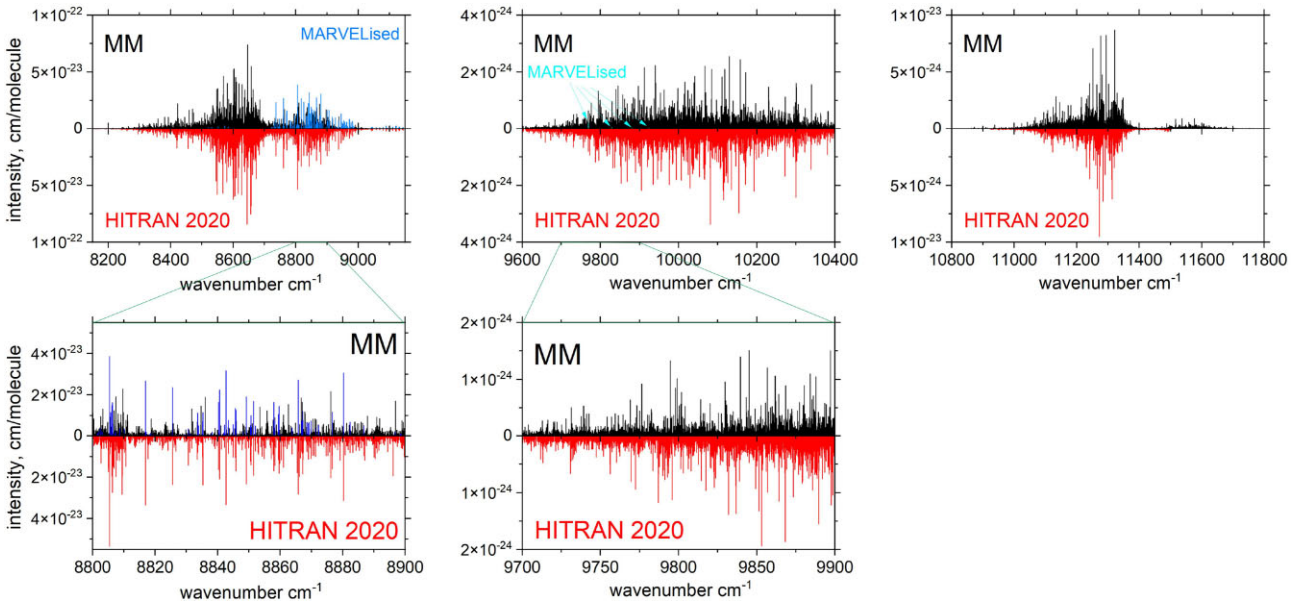 intensity, cm/molecule
1×10⁻²²
5×10⁻²³
0
5×10⁻²³
1×10⁻²²
MM
MARVELised
HITRAN 2020
8200 8400 8600 8800 9000
wavenumber cm⁻¹
4×10⁻²⁴
2×10⁻²⁴
0
2×10⁻²⁴
4×10⁻²⁴
MM
MARVELised
HITRAN 2020
9600 9800 10000 10200 10400
wavenumber cm⁻¹
1×10⁻²³
5×10⁻²⁴
0
5×10⁻²⁴
1×10⁻²³
MM
HITRAN 2020
10800 11000 11200 11400 11600 11800
wavenumber cm⁻¹
intensity, cm/molecule
4×10⁻²³
2×10⁻²³
0
2×10⁻²³
4×10⁻²³
MM
HITRAN 2020
8800 8820 8840 8860 8880 8900
wavenumber cm⁻¹
2×10⁻²⁴
1×10⁻²⁴
0
1×10⁻²⁴
2×10⁻²⁴
MM
HITRAN 2020
9700 9750 9800 9850 9900
wavenumber cm⁻¹